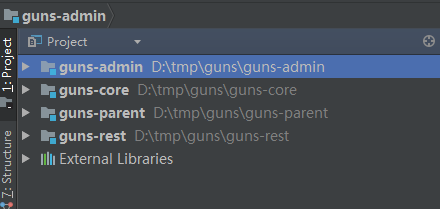 guns-admin
Project
guns-admin D:\tmp\guns\guns-admin
guns-core D:\tmp\guns\guns-core
guns-parent D:\tmp\guns\guns-parent
guns-rest D:\tmp\guns\guns-rest
External Libraries
1: Project
7: Structure